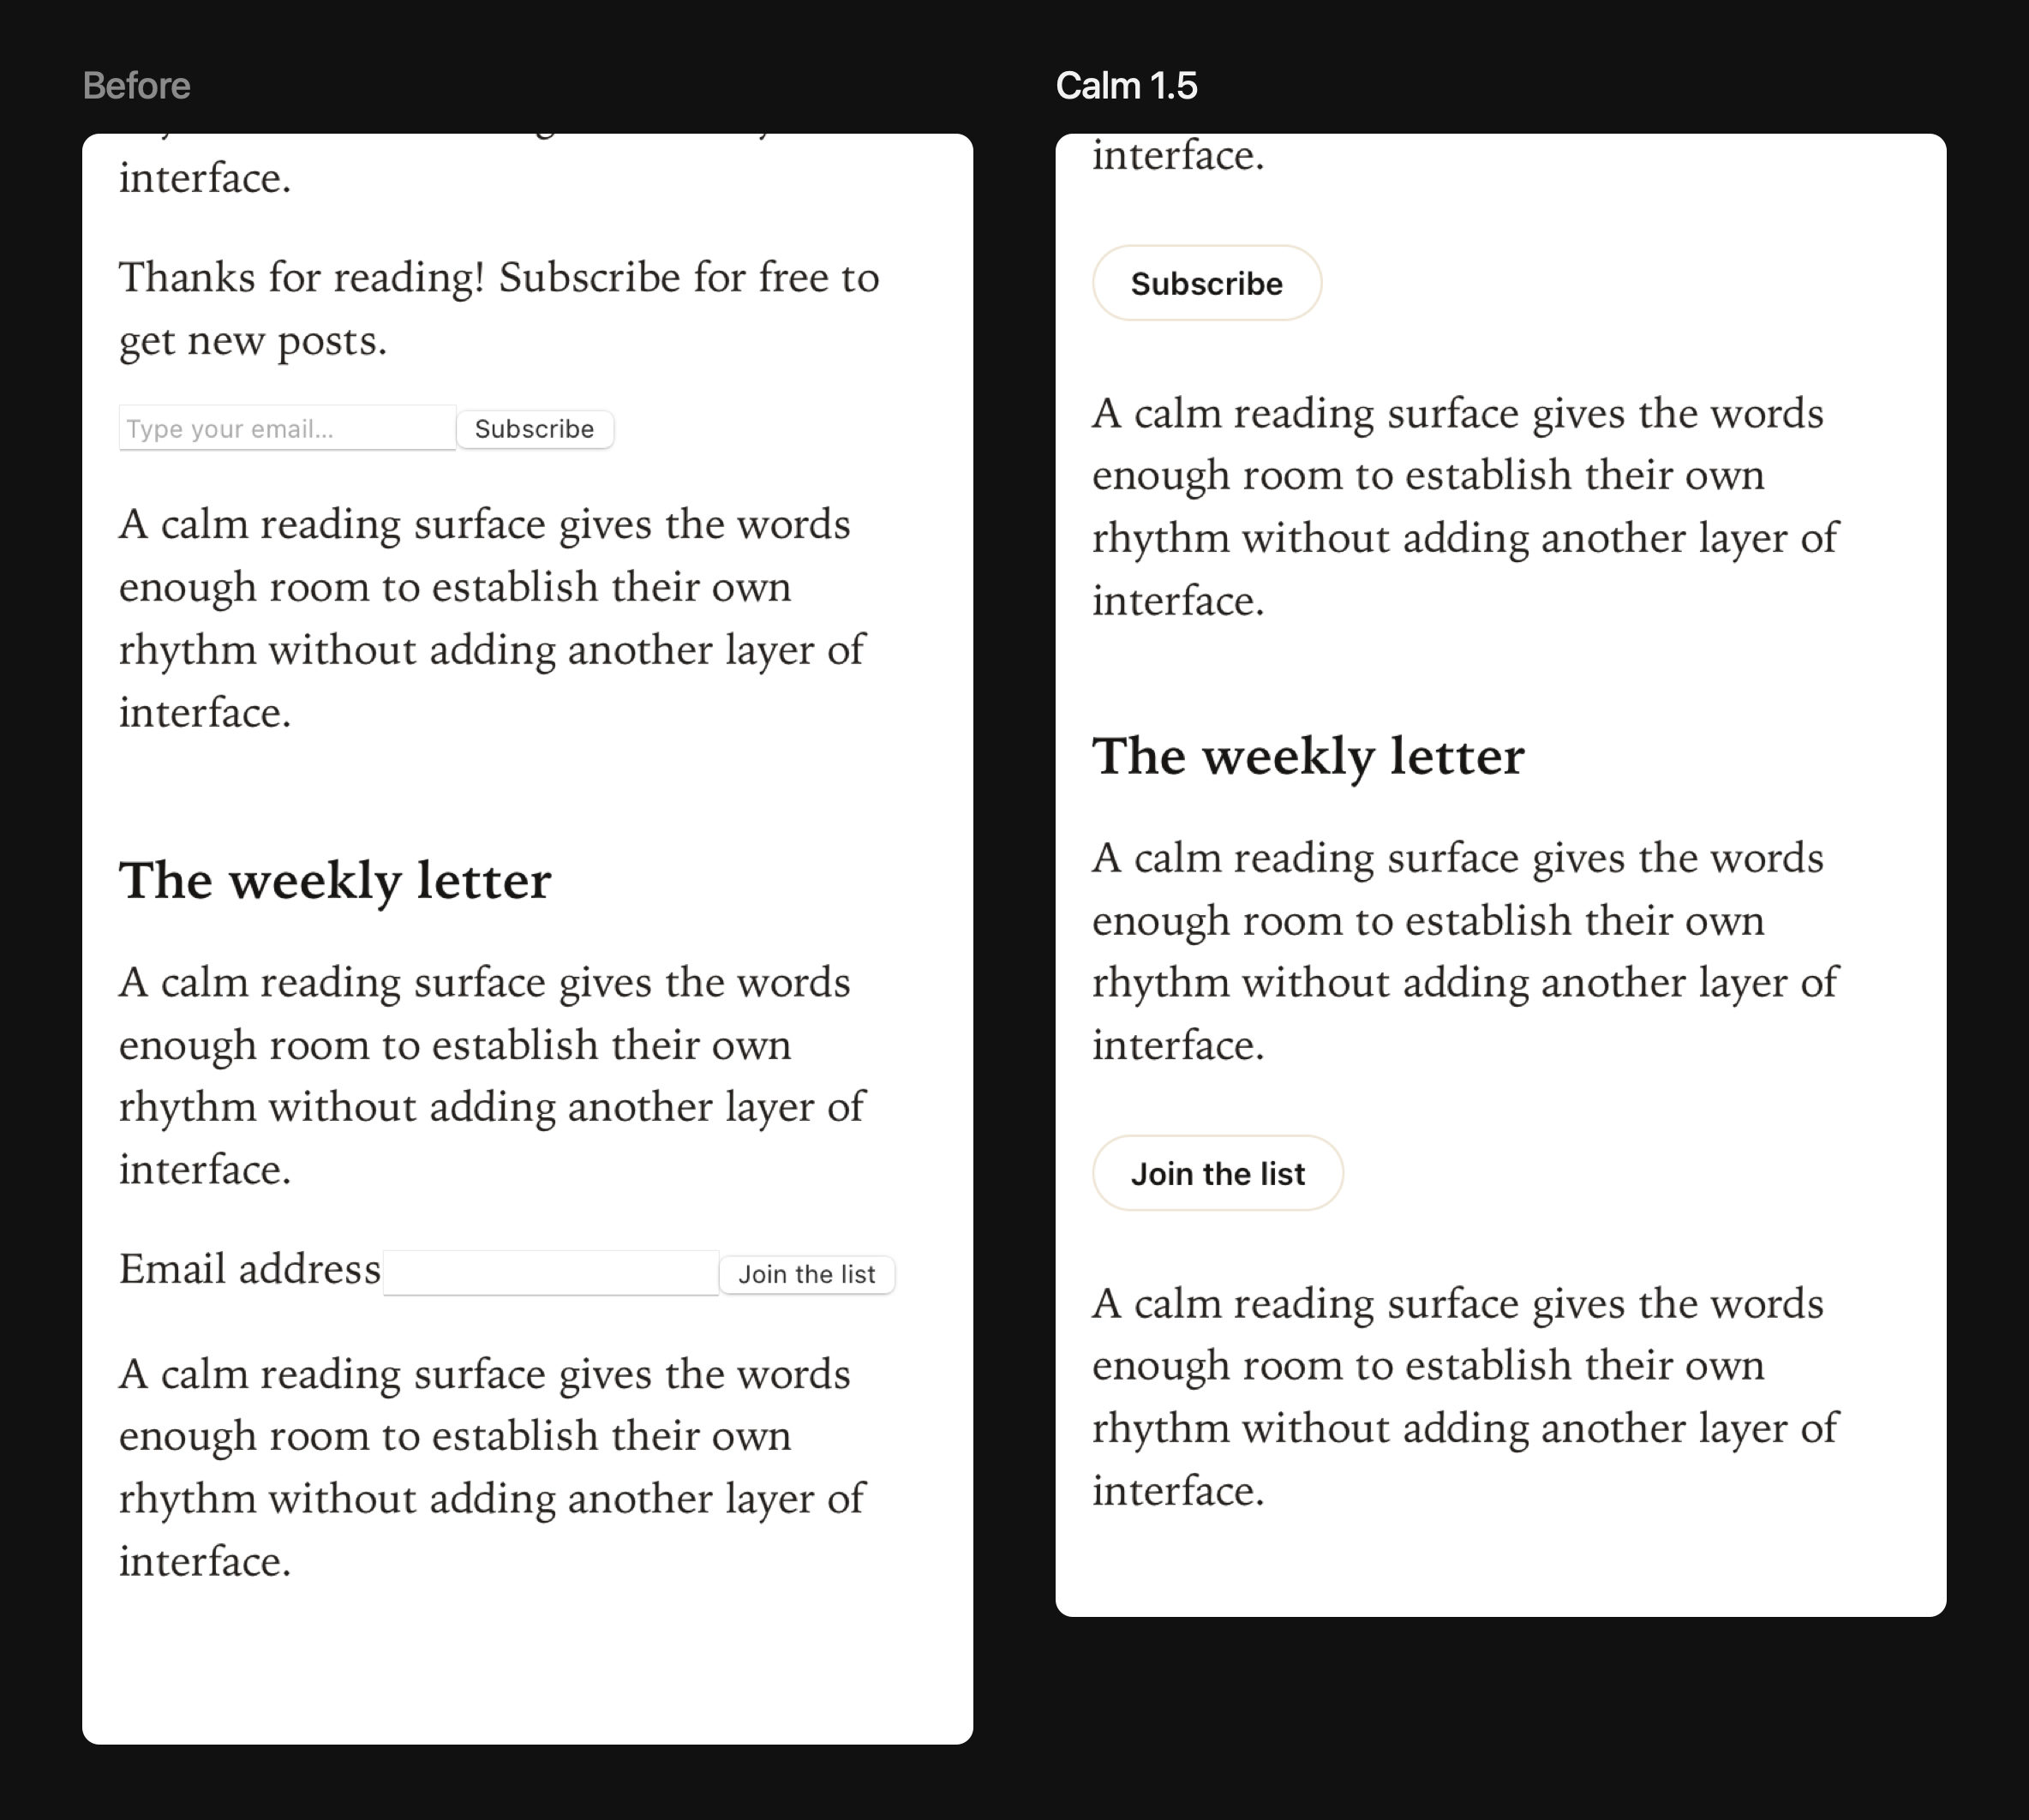 Before
interface.
Thanks for reading! Subscribe for free to
get new posts.
Type your email...
Subscribe
A calm reading surface gives the words
enough room to establish their own
rhythm without adding another layer of
interface.
The weekly letter
A calm reading surface gives the words
enough room to establish their own
rhythm without adding another layer of
interface.
Email address
Join the list
A calm reading surface gives the words
enough room to establish their own
rhythm without adding another layer of
interface.
Calm 1.5
interface.
Subscribe
A calm reading surface gives the words
enough room to establish their own
rhythm without adding another layer of
interface.
The weekly letter
A calm reading surface gives the words
enough room to establish their own
rhythm without adding another layer of
interface.
Join the list
A calm reading surface gives the words
enough room to establish their own
rhythm without adding another layer of
interface.